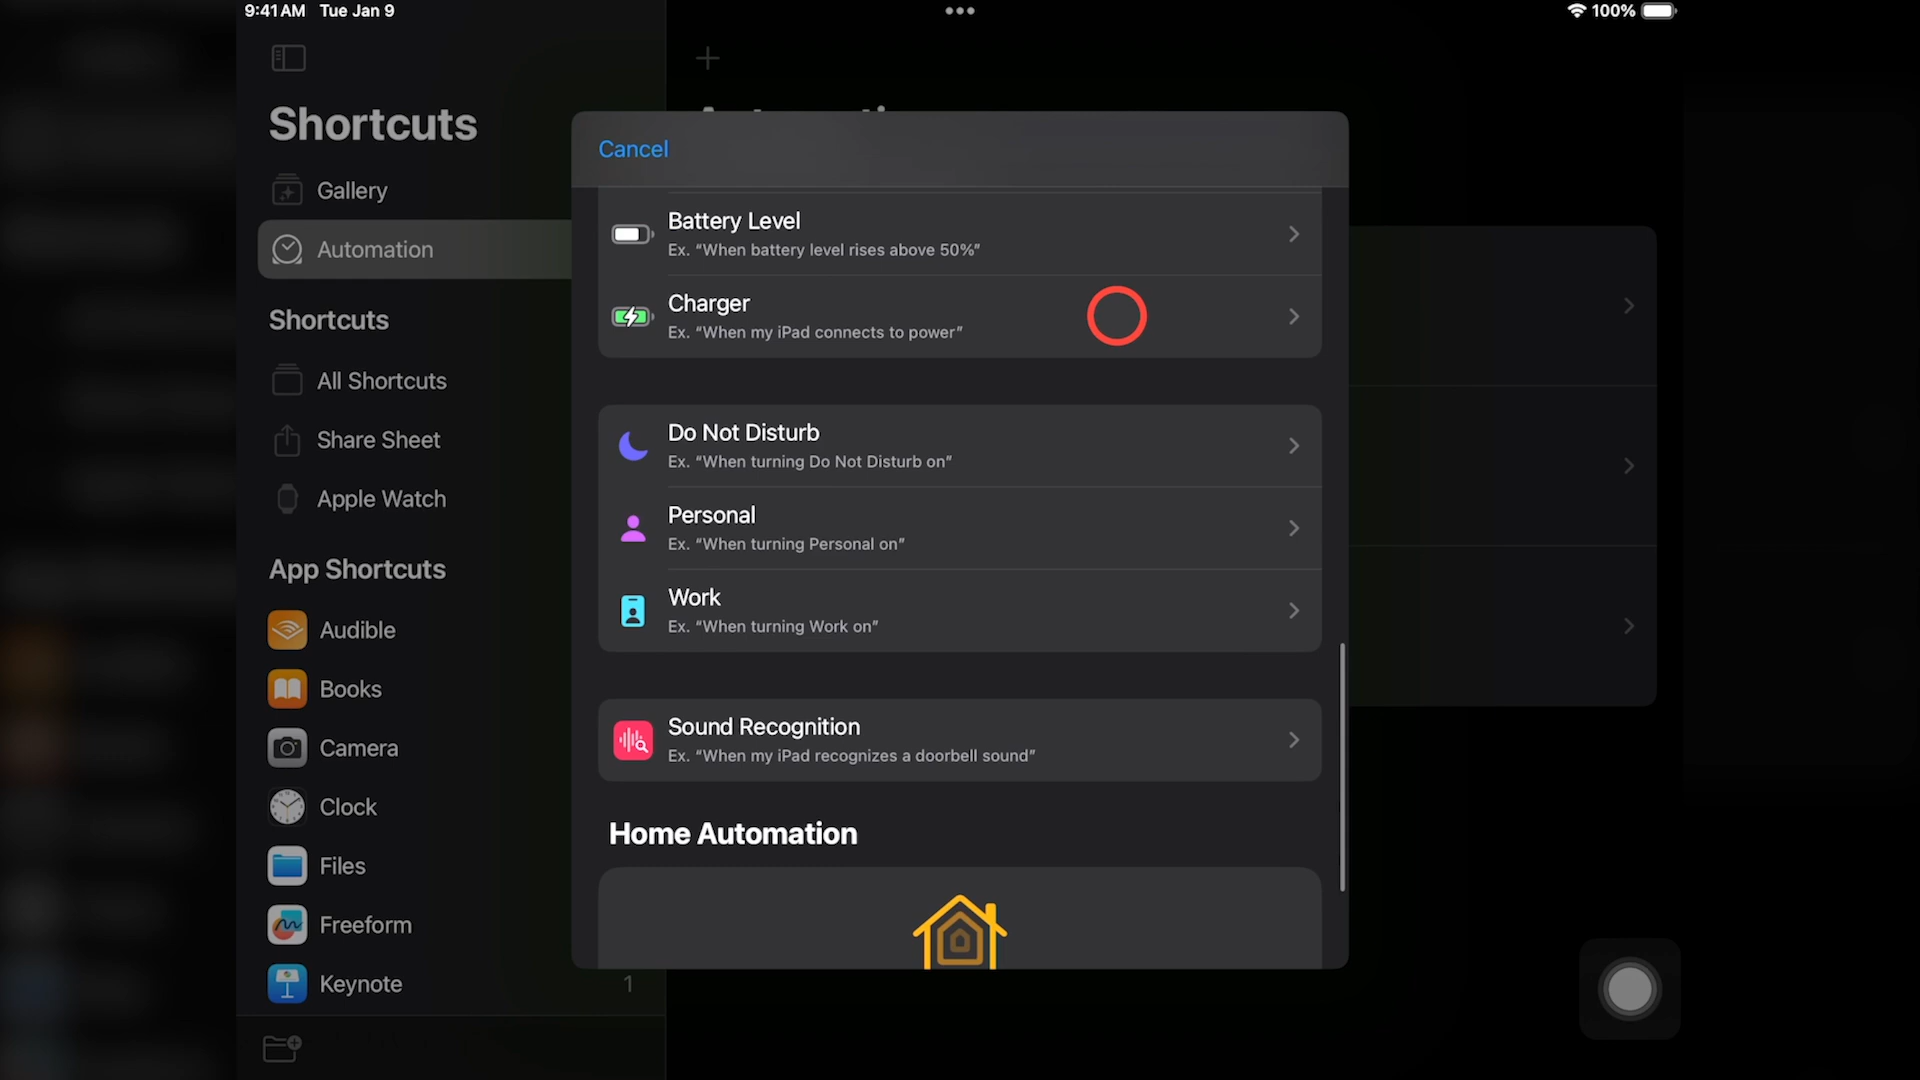 9:41 AM Tue Jan 9
100%
Shortcuts
Gallery
Automation
Shortcuts
All Shortcuts
Share Sheet
Apple Watch
App Shortcuts
Audible
Books
Camera
Clock
Files
Freeform
Keynote
1
Cancel
Battery Level
Ex. “When battery level rises above 50%”
Charger
Ex. “When my iPad connects to power”
Do Not Disturb
Ex. “When turning Do Not Disturb on”
Personal
Ex. “When turning Personal on”
Work
Ex. “When turning Work on”
Sound Recognition
Ex. “When my iPad recognizes a doorbell sound”
Home Automation